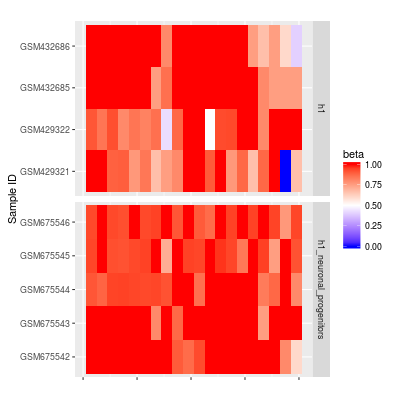 Sample ID
GSM432686
GSM432685
GSM429322
GSM429321
h1
GSM675546
GSM675545
GSM675544
GSM675543
GSM675542
h1_neuronal_progenitors
beta
1.00
0.75
0.50
0.25
0.00